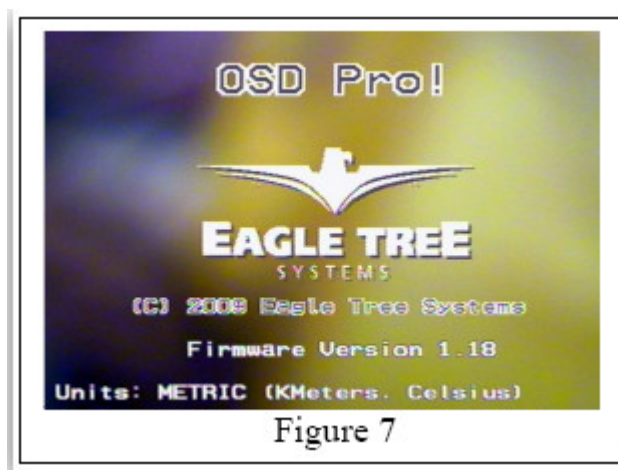 OSD Pro!
EAGLE TREE
SYSTEMS
(C) 2009 Eagle Tree Systems
Firmware Version 1.18
Units: METRIC (KMeters. Celsius)
Figure 7